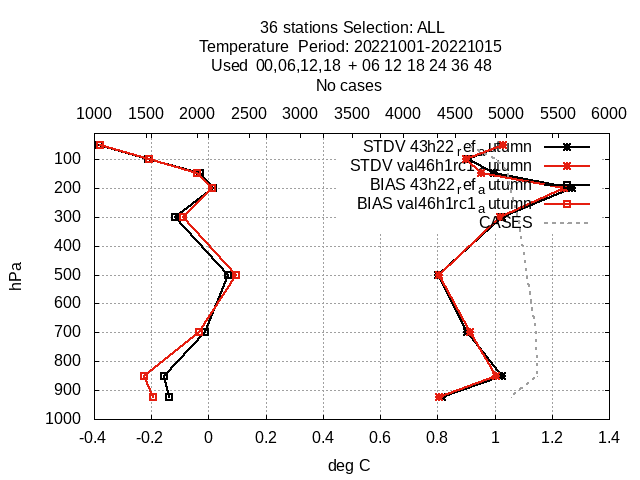 36 stations Selection: ALL
Temperature Period: 20221001-20221015
Used 00,06,12,18 + 06 12 18 24 36 48
No cases
1000 1500 2000 2500 3000 3500 4000 4500 5000 5500 6000
STDV 43h22_ref_autumn
STDV val46h1rc1_autumn
BIAS 43h22_ref_autumn
BIAS val46h1rc1_autumn
CASES
100
200
300
400
500
600
700
800
900
1000
hPa
-0.4 -0.2 0 0.2 0.4 0.6 0.8 1 1.2 1.4
deg C